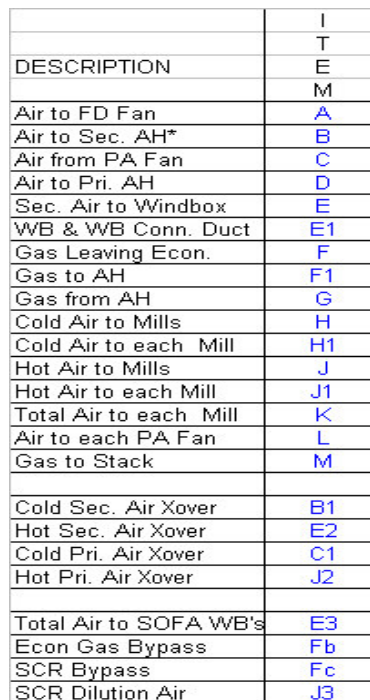 I
T
DESCRIPTION E
M
Air to FD Fan A
Air to Sec. AH* B
Air from PA Fan C
Air to Pri. AH D
Sec. Air to Windbox E
WB & WB Conn. Duct E1
Gas Leaving Econ. F
Gas to AH F1
Gas from AH G
Cold Air to Mills H
Cold Air to each Mill H1
Hot Air to Mills J
Hot Air to each Mill J1
Total Air to each Mill K
Air to each PA Fan L
Gas to Stack M
Cold Sec. Air Xover B1
Hot Sec. Air Xover E2
Cold Pri. Air Xover C1
Hot Pri. Air Xover J2
Total Air to SOFA WB's E3
Econ Gas Bypass Fb
SCR Bypass Fc
SCR Dilution Air J3